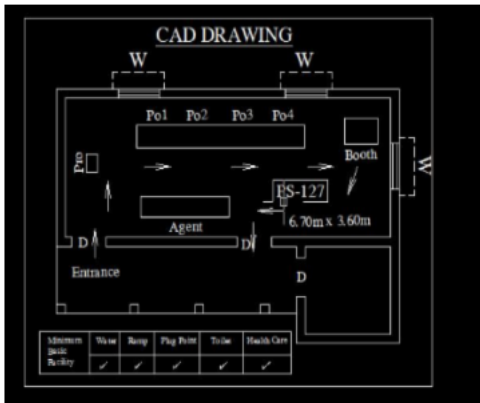 CAD DRAWING
W
W
Po1 Po2 Po3 Po4
Pro
Booth
W
PS-127
6.70m x 3.60m
Agent
D
D
Entrance
D
Minimum Basic Facility
Water
Ramp
Plug Point
Toilet
Health Care
✓ ✓ ✓ ✓ ✓